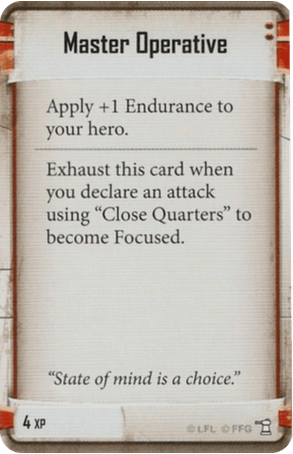 Master Operative
Apply +1 Endurance to
your hero.
Exhaust this card when
you declare an attack
using “Close Quarters” to
become Focused.
“State of mind is a choice.”
4 XP
© LFL © FFG